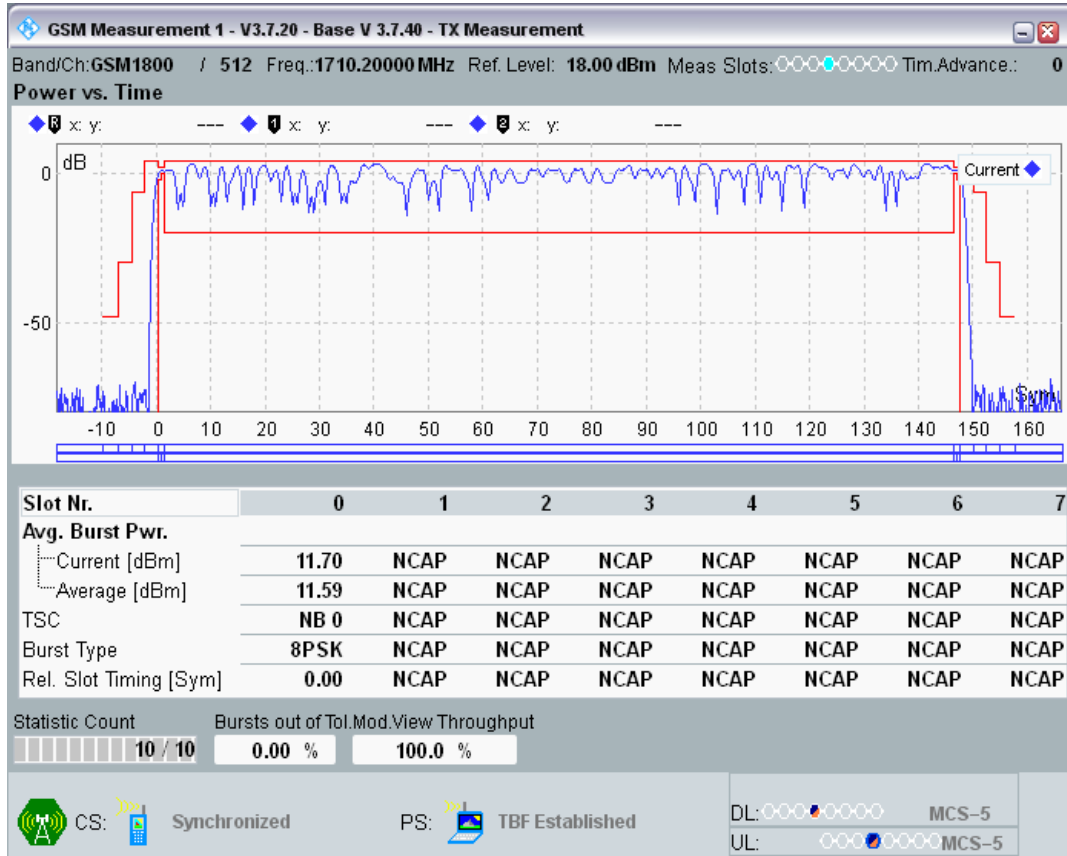 GSM Measurement 1 - V3.7.20 - Base V 3.7.40 - TX Measurement
Band/Ch:GSM1800 / 512 Freq.:1710.20000 MHz Ref. Level: 18.00 dBm Meas Slots: Tim.Advance.: 0
Power vs. Time
R x: y: --- 1 x: y: --- 2 x: y: ---
dB
Current
0
-50
Sym
-10 0 10 20 30 40 50 60 70 80 90 100 110 120 130 140 150 160
Slot Nr. 0 1 2 3 4 5 6 7
Avg. Burst Pwr.
Current [dBm] 11.70 NCAP NCAP NCAP NCAP NCAP NCAP NCAP
Average [dBm] 11.59 NCAP NCAP NCAP NCAP NCAP NCAP NCAP
TSC NB 0 NCAP NCAP NCAP NCAP NCAP NCAP NCAP
Burst Type 8PSK NCAP NCAP NCAP NCAP NCAP NCAP NCAP
Rel. Slot Timing [Sym] 0.00 NCAP NCAP NCAP NCAP NCAP NCAP NCAP
Statistic Count Bursts out of Tol.Mod.View Throughput
10 / 10 0.00 % 100.0 %
CS: Synchronized PS: TBF Established DL: MCS-5
UL: MCS-5